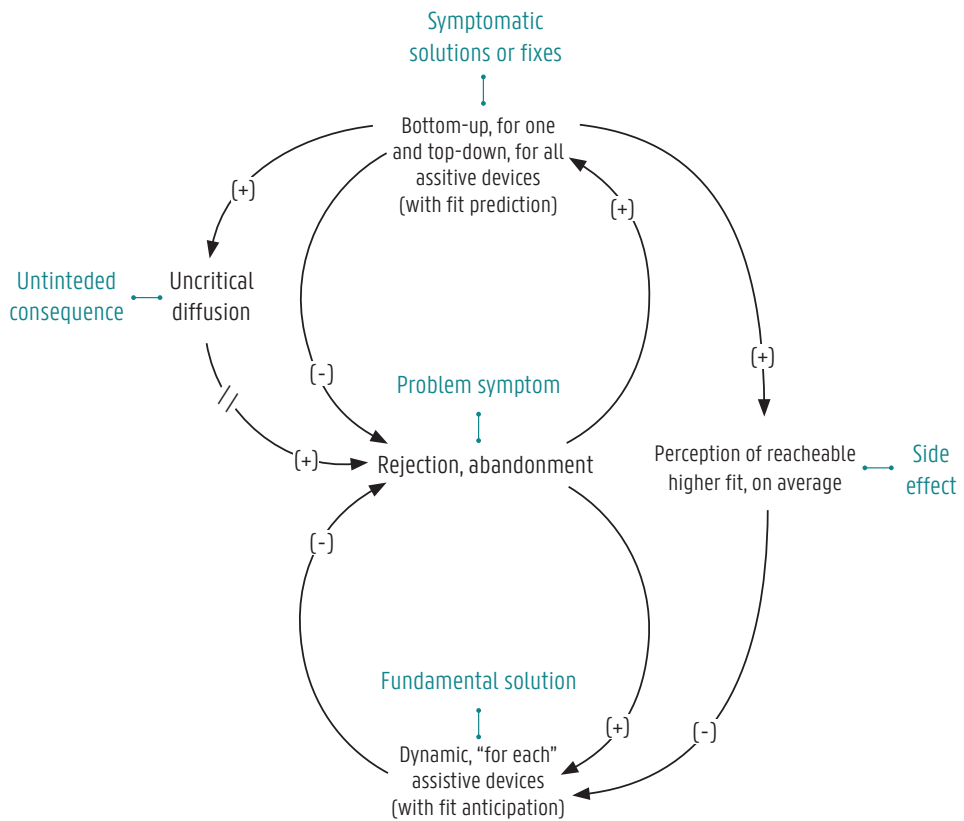 Symptomatic
solutions or fixes
Bottom-up, for one
and top-down, for all
assitive devices
(with fit prediction)
(+)
(+)
Untinteded
consequence
Uncritical
diffusion
(+)
(-)
Problem symptom
(+)
Rejection, abandonment
Perception of reacheable
higher fit, on average
Side
effect
(-)
Fundamental solution
(+)
(-)
Dynamic, “for each”
assistive devices
(with fit anticipation)